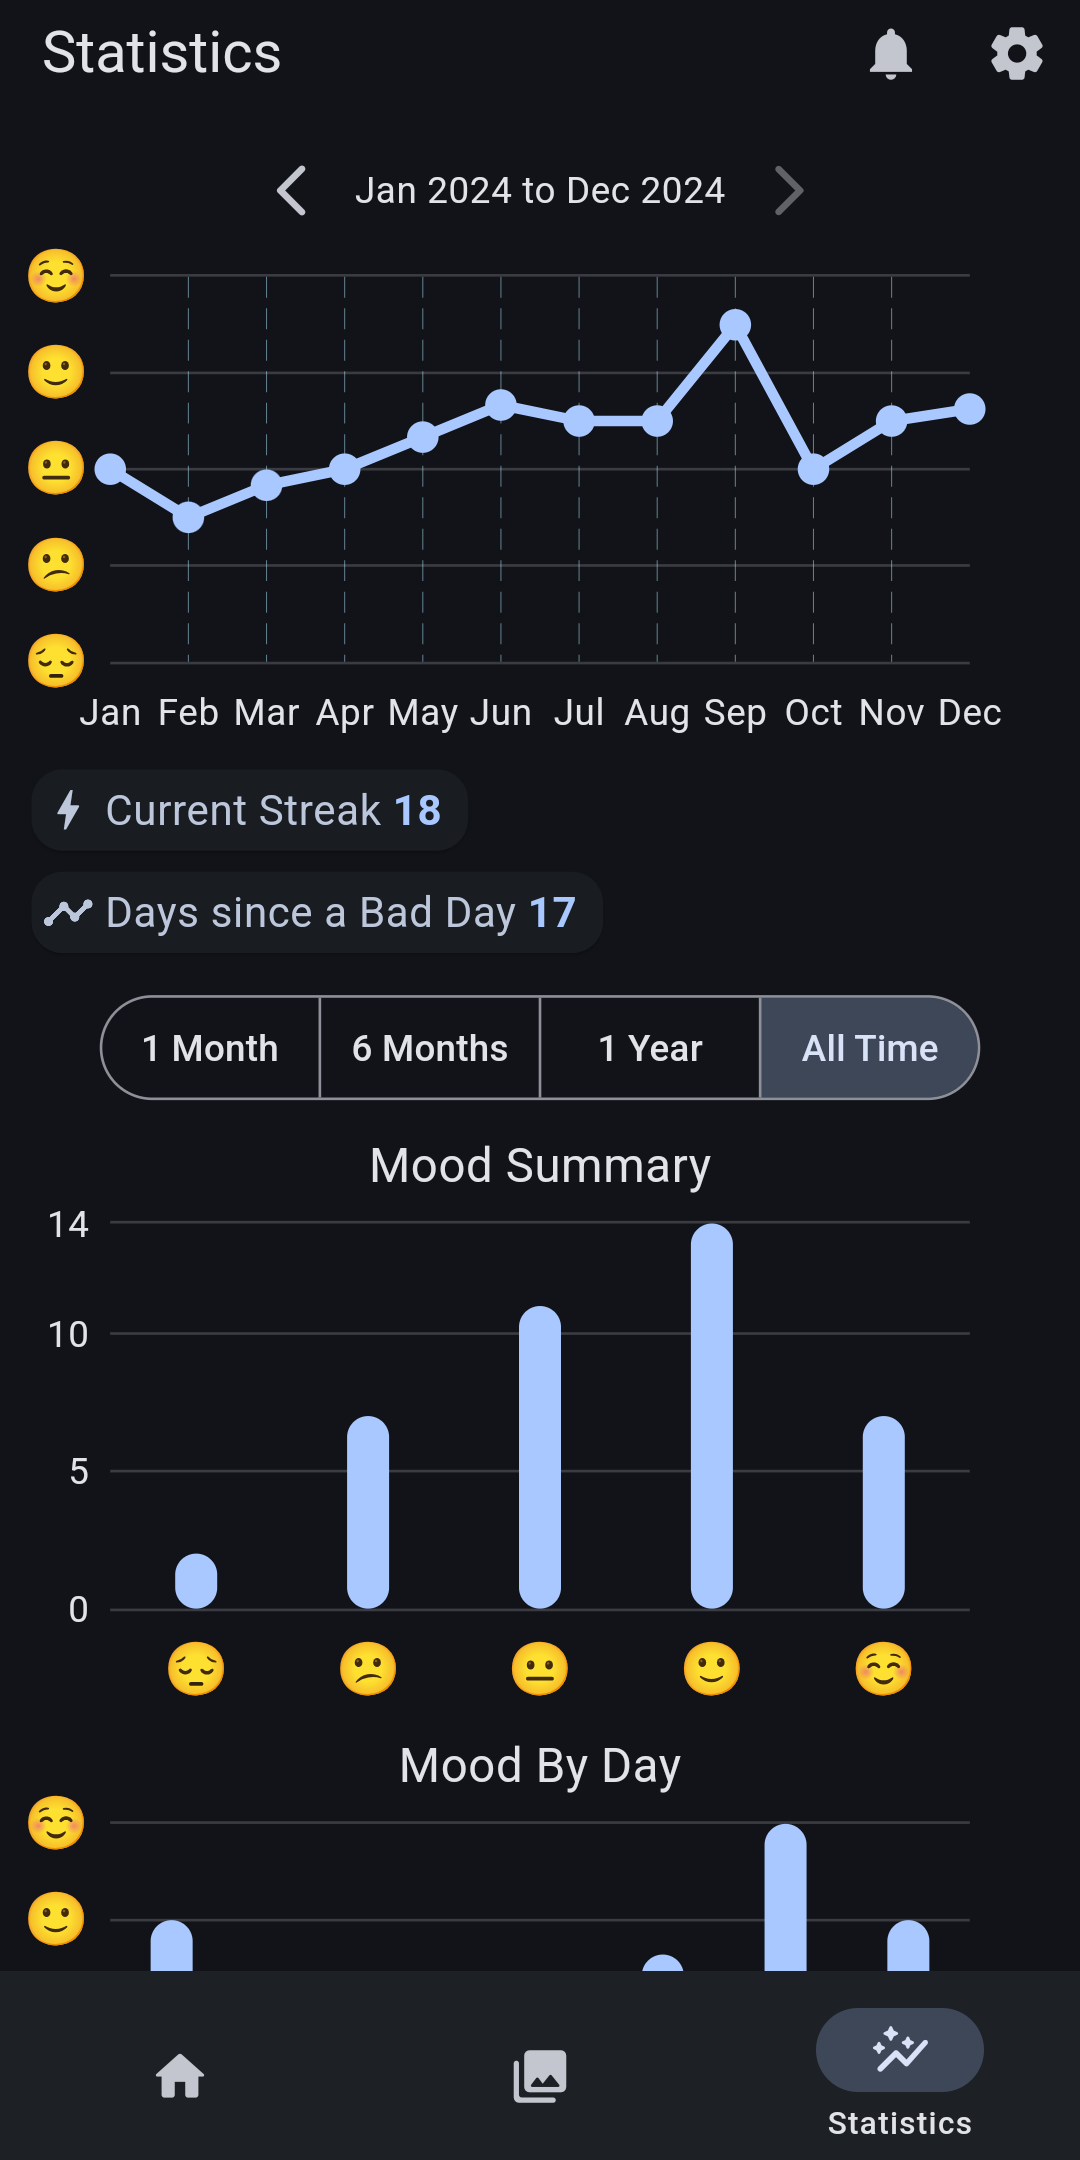 Statistics
Jan 2024 to Dec 2024
Jan Feb Mar Apr May Jun Jul Aug Sep Oct Nov Dec
Current Streak 18
Days since a Bad Day 17
1 Month 6 Months 1 Year All Time
Mood Summary
14
10
5
0
Mood By Day
Statistics